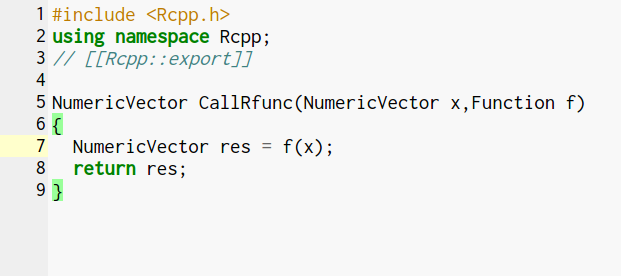 1 #include <Rcpp.h>
2 using namespace Rcpp;
3 // [[Rcpp::export]]
4
5 NumericVector CallRfunc(NumericVector x,Function f)
6 {
7   NumericVector res = f(x);
8   return res;
9 }